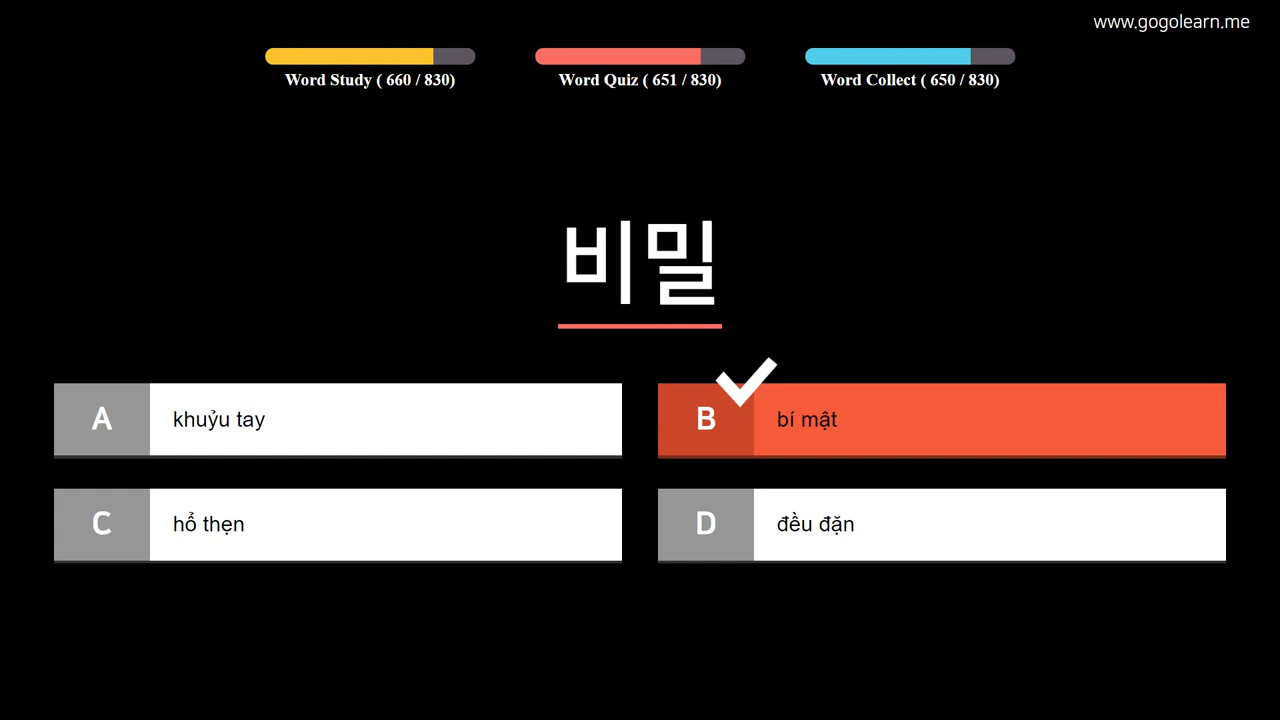 www.gogolearn.me
Word Study ( 660 / 830)
Word Quiz ( 651 / 830)
Word Collect ( 650 / 830)
비밀
A khuỷu tay
B bí mật
C hổ thẹn
D đều đặn